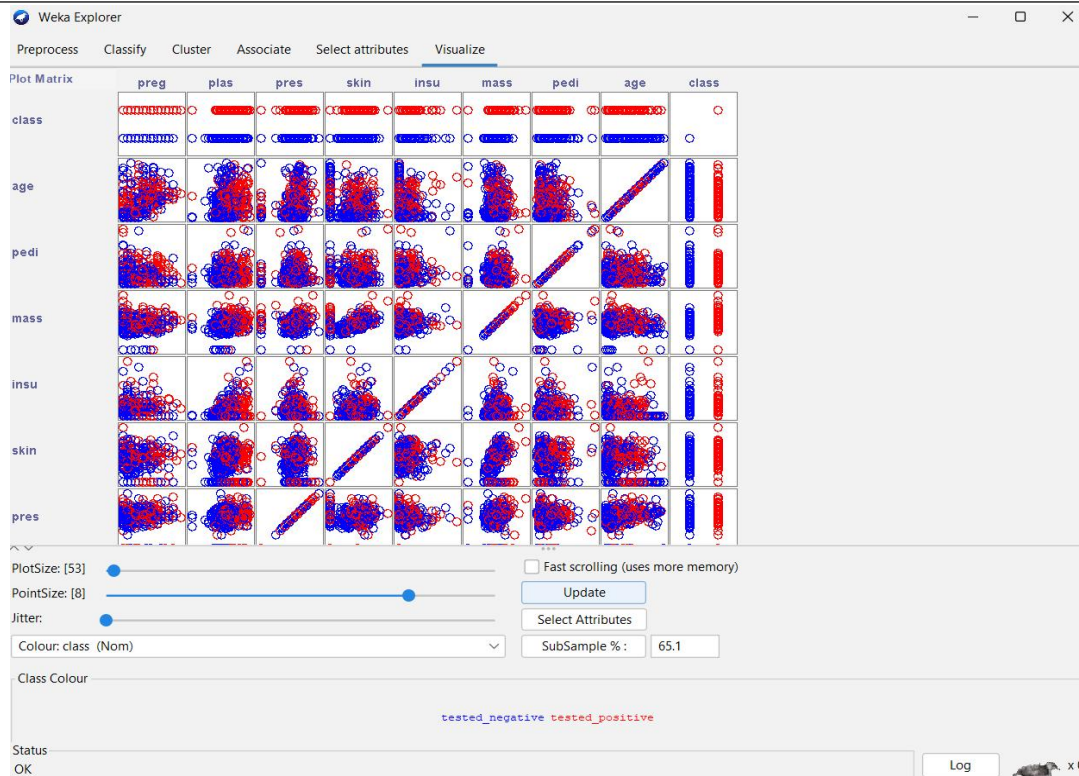 Weka Explorer
Preprocess Classify Cluster Associate Select attributes Visualize
Plot Matrix preg plas pres skin insu mass pedi age class
class
age
pedi
mass
insu
skin
pres
PlotSize: [53]
Fast scrolling (uses more memory)
PointSize: [8]
Update
Jitter:
Select Attributes
Colour: class (Nom)
SubSample % : 65.1
Class Colour
tested_negative tested_positive
Status
OK
Log